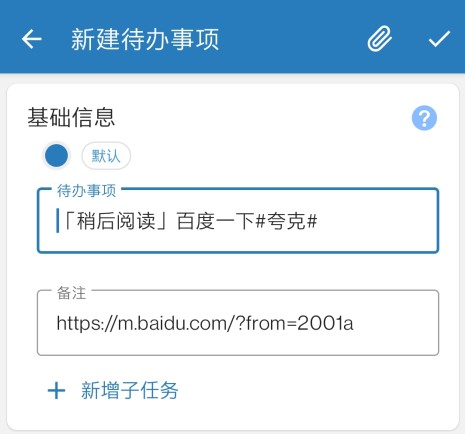 新建待办事项
基础信息
?
默认
待办事项
「稍后阅读」百度一下#夸克#
备注
https://m.baidu.com/?from=2001a
+ 新增子任务